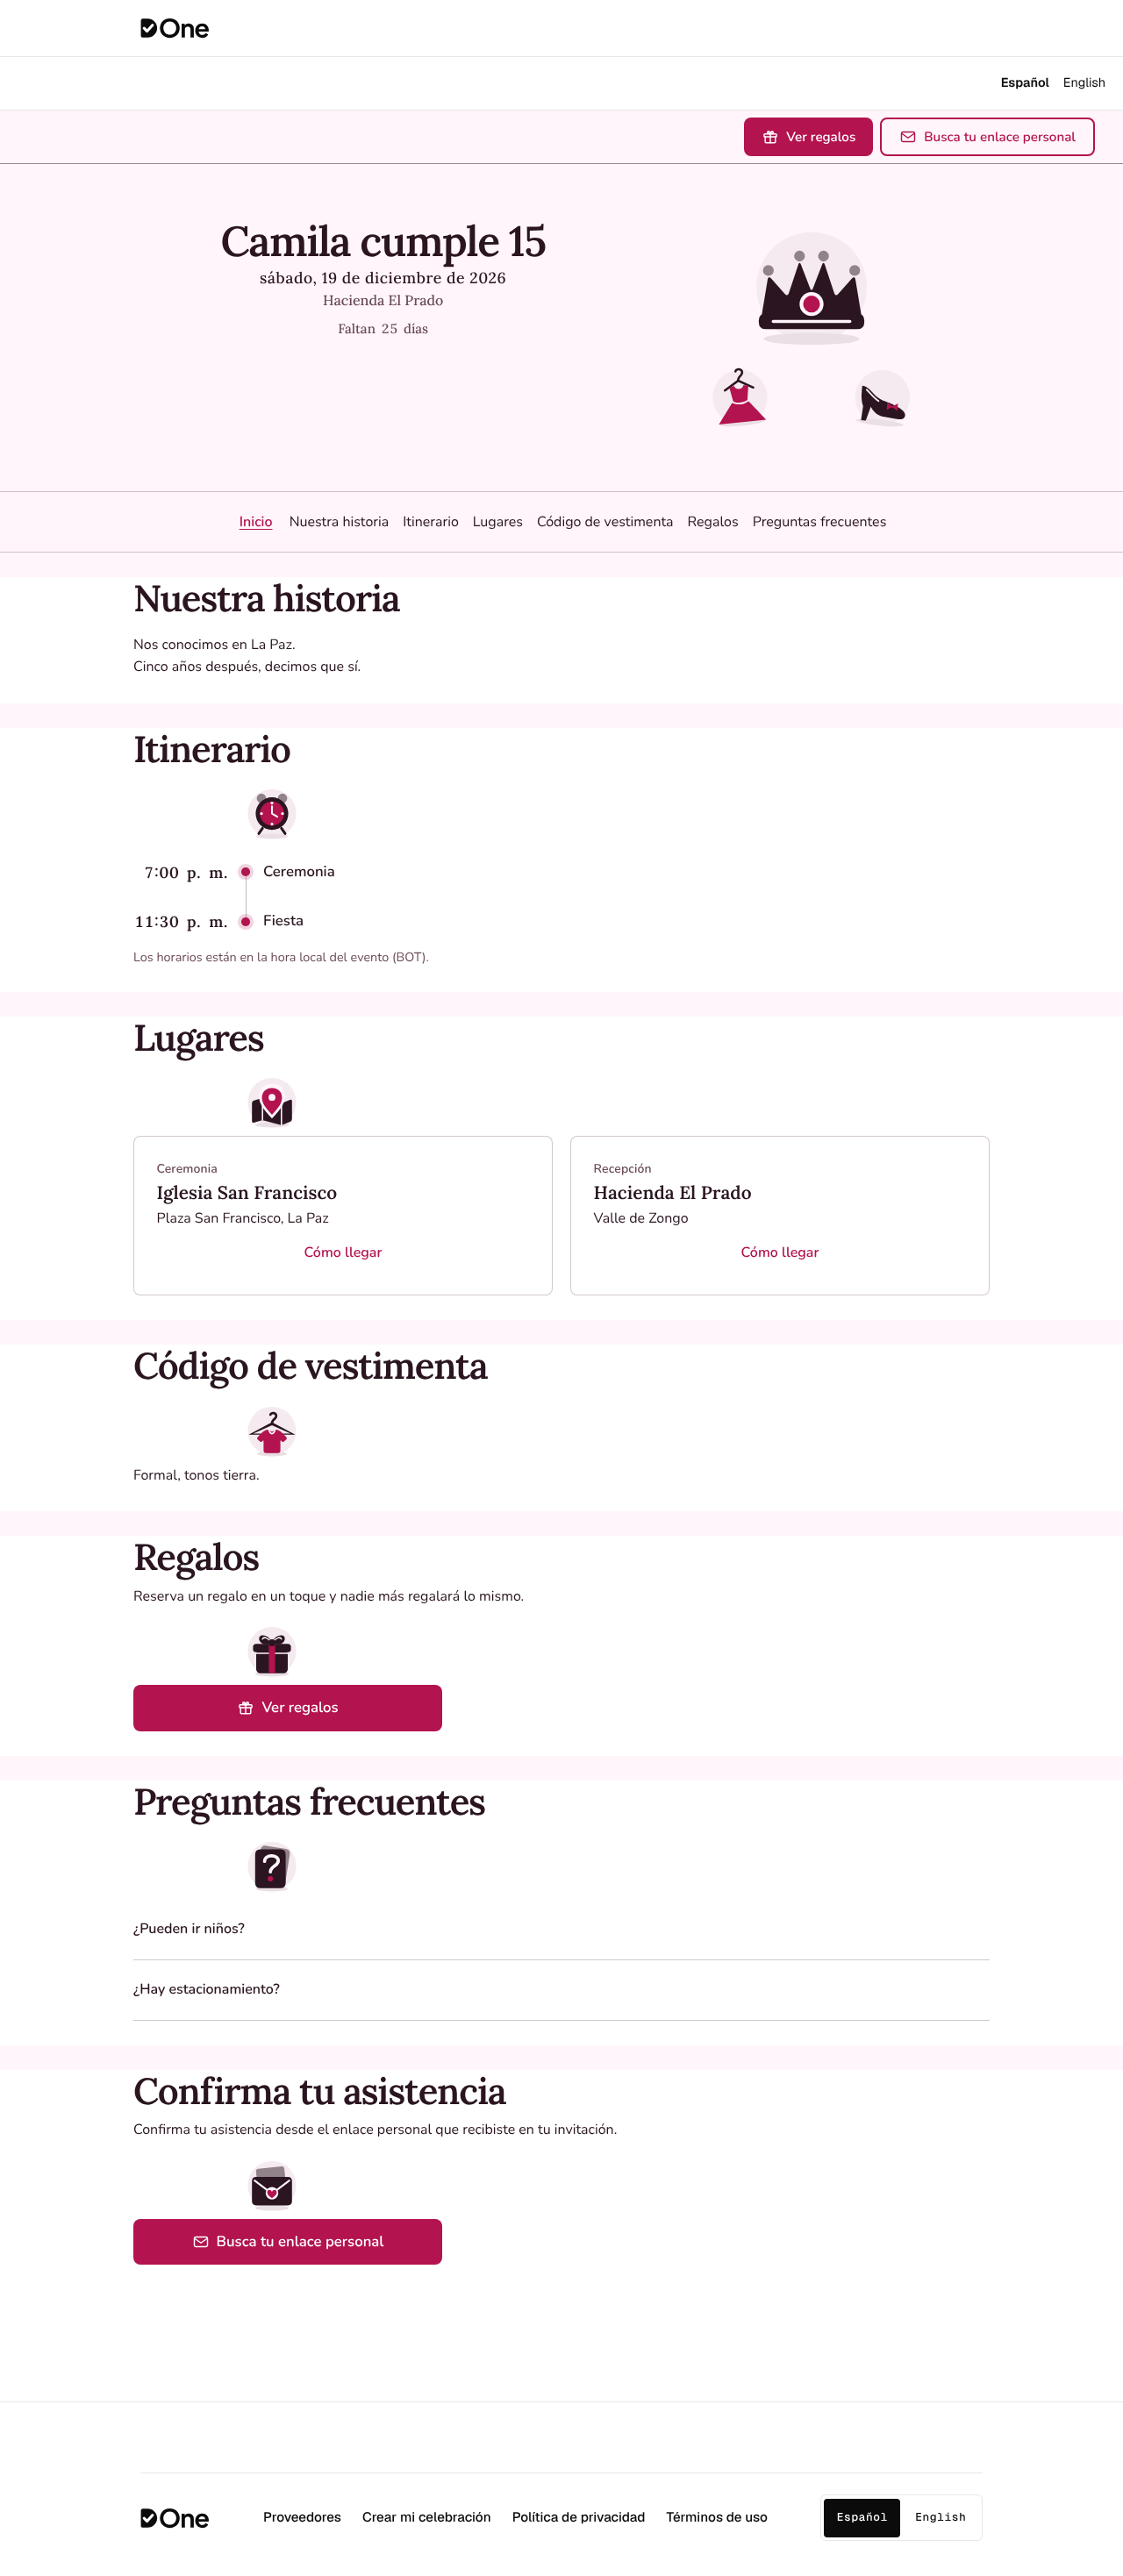 One
Español English
Ver regalos Busca tu enlace personal
Camila cumple 15
sábado, 19 de diciembre de 2026
Hacienda El Prado
Faltan 25 días
Inicio Nuestra historia Itinerario Lugares Código de vestimenta Regalos Preguntas frecuentes
Nuestra historia
Nos conocimos en La Paz.
Cinco años después, decimos que sí.
Itinerario
7:00 p. m. Ceremonia
11:30 p. m. Fiesta
Los horarios están en la hora local del evento (BOT).
Lugares
Ceremonia
Iglesia San Francisco
Plaza San Francisco, La Paz
Cómo llegar
Recepción
Hacienda El Prado
Valle de Zongo
Cómo llegar
Código de vestimenta
Formal, tonos tierra.
Regalos
Reserva un regalo en un toque y nadie más regalará lo mismo.
Ver regalos
Preguntas frecuentes
?
¿Pueden ir niños?
¿Hay estacionamiento?
Confirma tu asistencia
Confirma tu asistencia desde el enlace personal que recibiste en tu invitación.
Busca tu enlace personal
One Proveedores Crear mi celebración Política de privacidad Términos de uso Español English